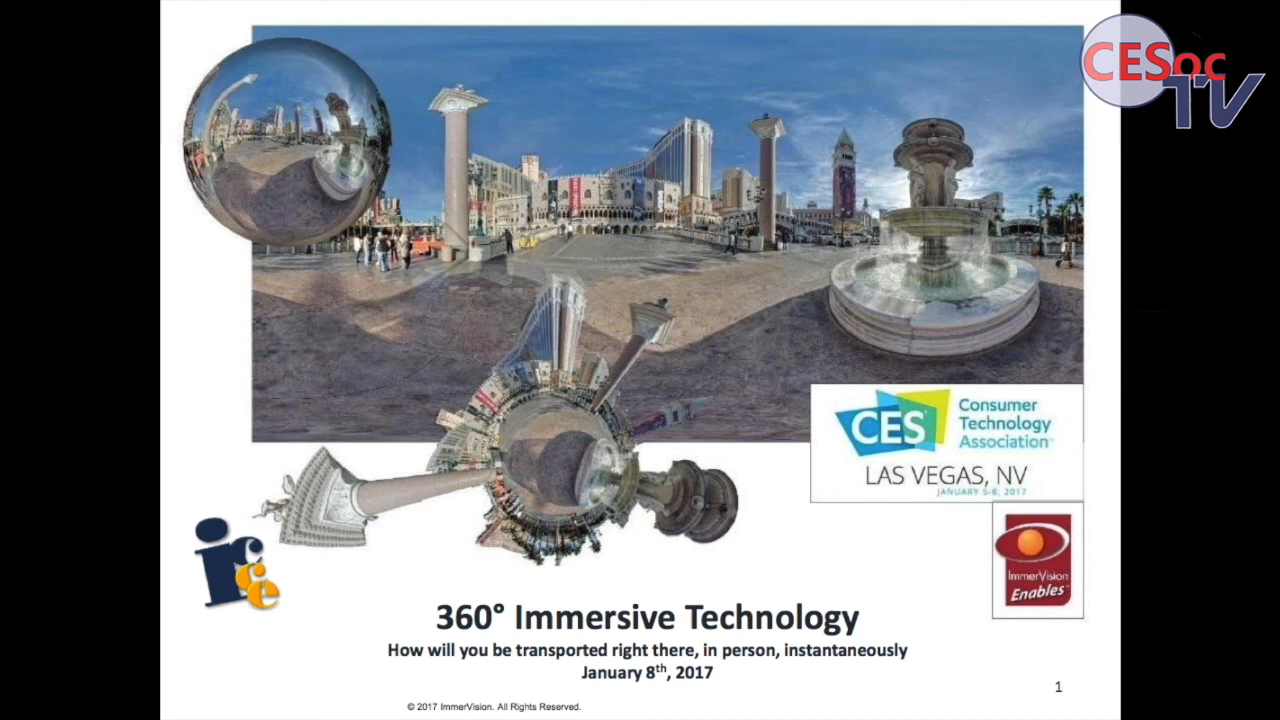 CESoc
TV
CES
Consumer
Technology
Association
LAS VEGAS, NV
JANUARY 5-8, 2017
icce
ImmerVision
Enables
360° Immersive Technology
How will you be transported right there, in person, instantaneously
January 8th, 2017
1
© 2017 ImmerVision. All Rights Reserved.